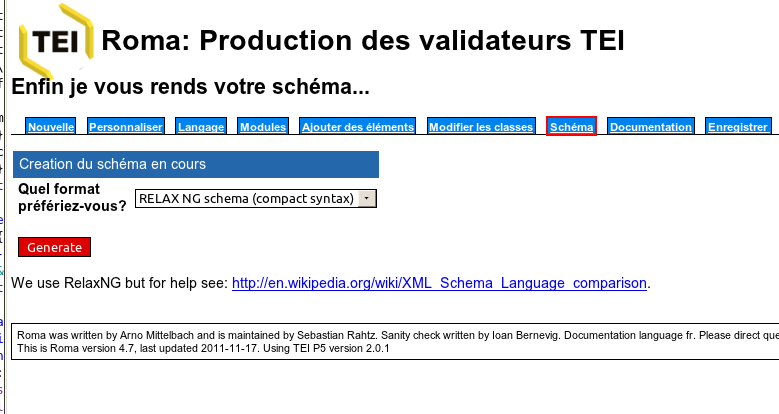 TEI Roma: Production des validateurs TEI
Enfin je vous rends votre schéma...
Nouvelle Personnaliser Langage Modules Ajouter des éléments Modifier les classes Schéma Documentation Enregistrer
Creation du schéma en cours
Quel format
préfériez-vous? RELAX NG schema (compact syntax)
Generate
We use RelaxNG but for help see: http://en.wikipedia.org/wiki/XML_Schema_Language_comparison.
Roma was written by Arno Mittelbach and is maintained by Sebastian Rahtz. Sanity check written by Ioan Bernevig. Documentation language fr. Please direct que
This is Roma version 4.7, last updated 2011-11-17. Using TEI P5 version 2.0.1